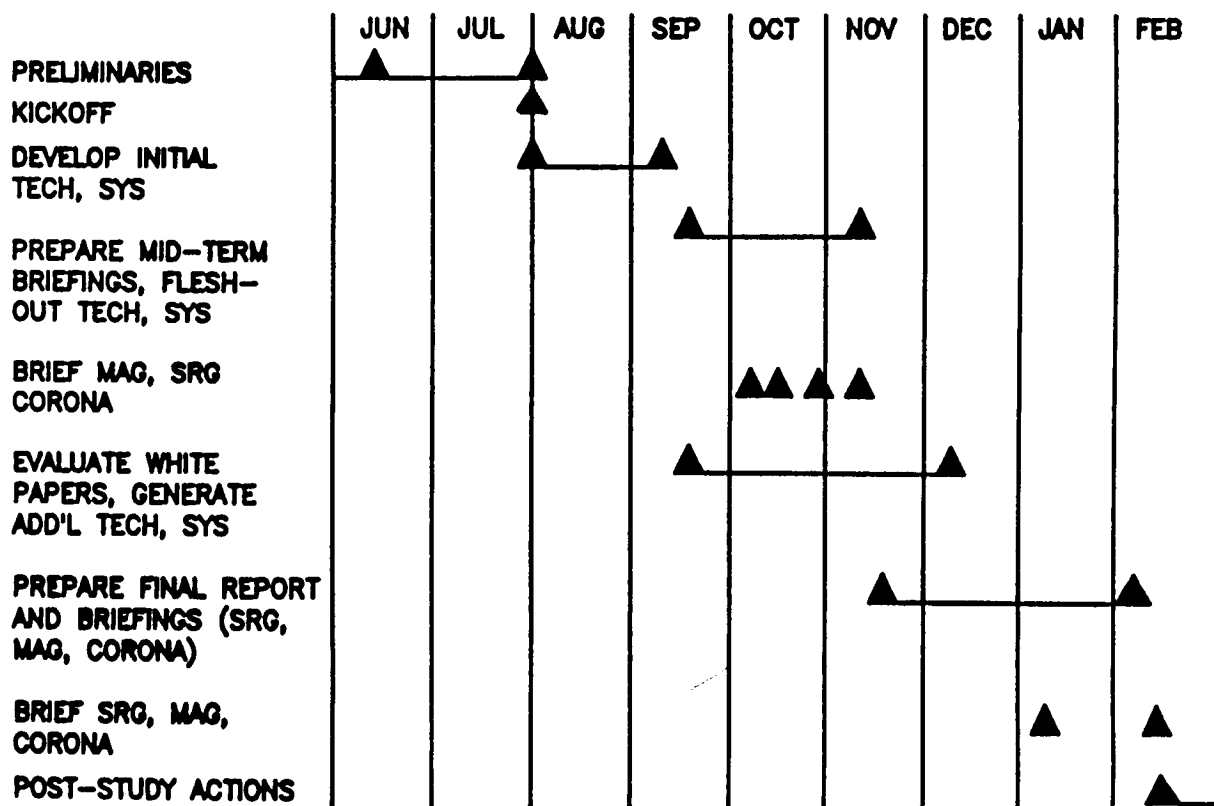 JUN JUL AUG SEP OCT NOV DEC JAN FEB
PRELIMINARIES
KICKOFF
DEVELOP INITIAL
TECH, SYS
PREPARE MID-TERM
BRIEFINGS, FLESH-
OUT TECH, SYS
BRIEF MAG, SRG
CORONA
EVALUATE WHITE
PAPERS, GENERATE
ADD'L TECH, SYS
PREPARE FINAL REPORT
AND BRIEFINGS (SRG,
MAG, CORONA)
BRIEF SRG, MAG,
CORONA
POST-STUDY ACTIONS